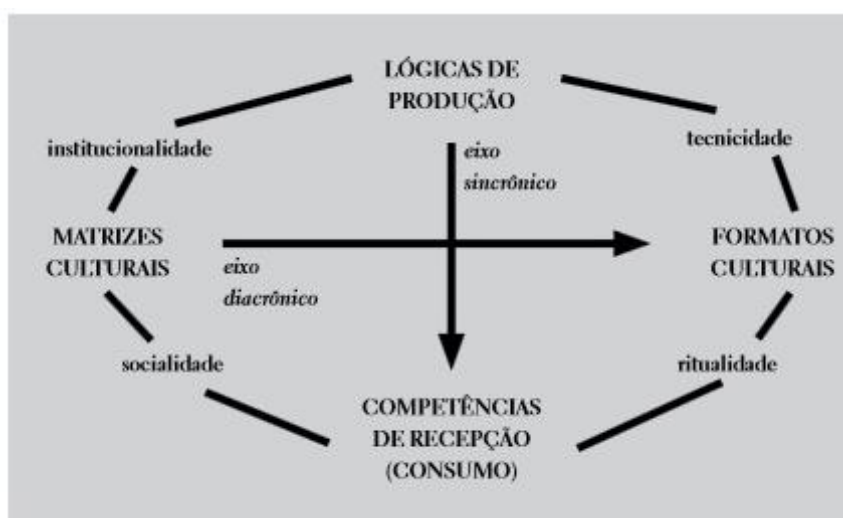 LÓGICAS DE
PRODUÇÃO
institucionalidade
tecnicidade
eixo
sincrônico
MATRIZES
CULTURAIS
FORMATOS
CULTURAIS
eixo
diacrônico
socialidade
ritualidade
COMPETÊNCIAS
DE RECEPÇÃO
(CONSUMO)